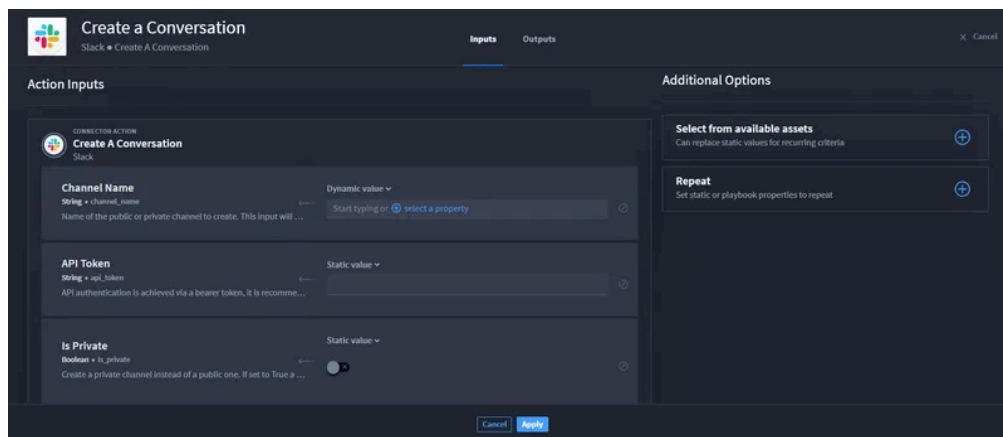 Create a Conversation
Slack • Create A Conversation
Inputs
Outputs
Cancel
Action Inputs
CONNECTOR ACTION
Create A Conversation
Slack
Channel Name
String • channel_name
Name of the public or private channel to create. This input will …
Dynamic value
Start typing or select a property
API Token
String • api_token
API authentication is achieved via a bearer token, it is recomme…
Static value
Is Private
Boolean • is_private
Create a private channel instead of a public one. If set to True a …
Static value
Additional Options
Select from available assets
Can replace static values for recurring criteria
Repeat
Set static or playbook properties to repeat
Cancel
Apply